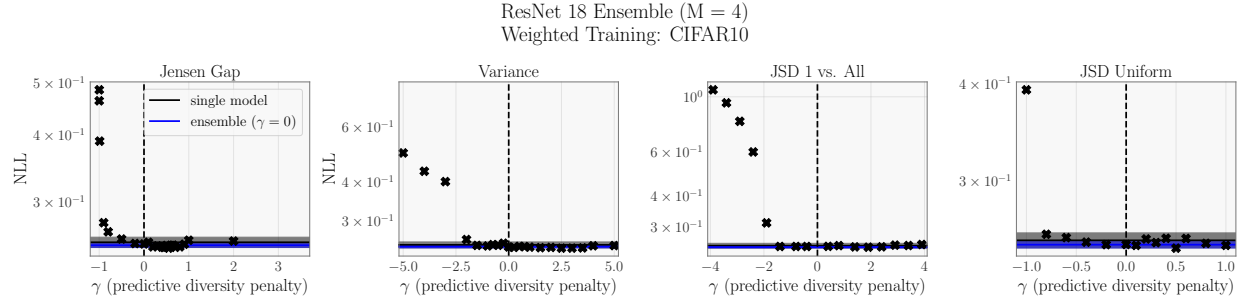 ResNet 18 Ensemble (M = 4)
Weighted Training: CIFAR10
Jensen Gap
Variance
JSD 1 vs. All
JSD Uniform
single model
ensemble (γ = 0)
NLL
5 × 10⁻¹
4 × 10⁻¹
3 × 10⁻¹
−1 0 1 2 3
γ (predictive diversity penalty)
NLL
6 × 10⁻¹
4 × 10⁻¹
3 × 10⁻¹
−5.0 −2.5 0.0 2.5 5.0
γ (predictive diversity penalty)
10⁰
6 × 10⁻¹
4 × 10⁻¹
3 × 10⁻¹
−4 −2 0 2 4
γ (predictive diversity penalty)
4 × 10⁻¹
3 × 10⁻¹
−1.0 −0.5 0.0 0.5 1.0
γ (predictive diversity penalty)